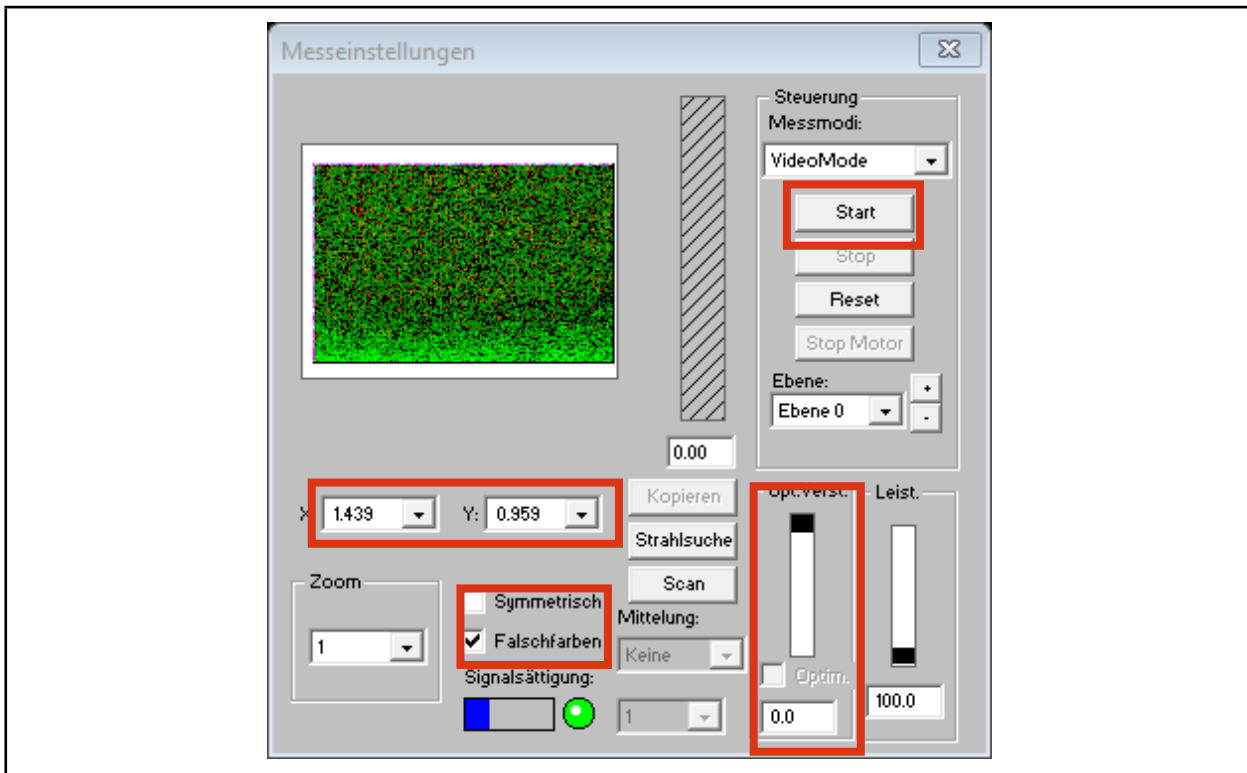 Messeinstellungen
Steuerung
Messmodi:
VideoMode
Start
Stop
Reset
Stop Motor
Ebene:
Ebene 0
+
-
0.00
X 1.439 Y: 0.959
Kopieren
Strahlsuche
Scan
Opt.Verst.
Leist.
Zoom
1
Symmetrisch
Falschfarben
Signalsättigung:
Mittelung:
Keine
1
Optim.
0.0
100.0